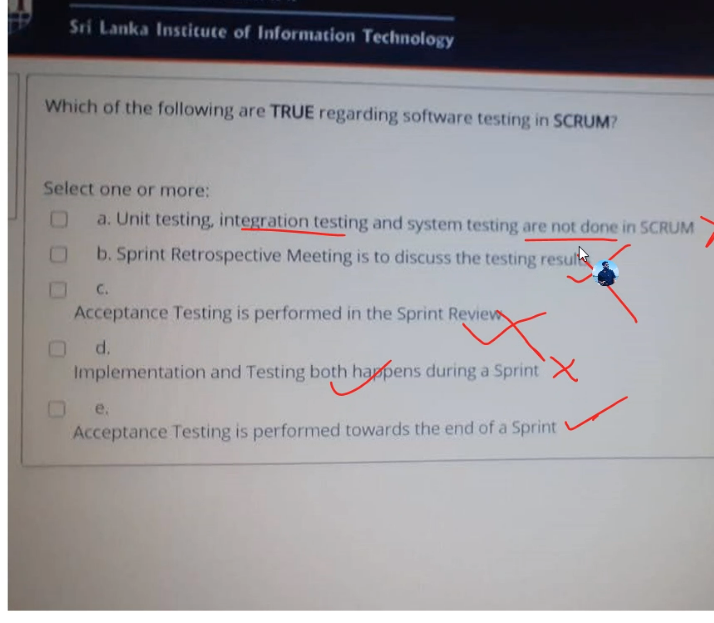 Sri Lanka Institute of Information Technology
Which of the following are TRUE regarding software testing in SCRUM?
Select one or more:
a. Unit testing, integration testing and system testing are not done in SCRUM
b. Sprint Retrospective Meeting is to discuss the testing results
c.
Acceptance Testing is performed in the Sprint Review
d.
Implementation and Testing both happens during a Sprint
e.
Acceptance Testing is performed towards the end of a Sprint